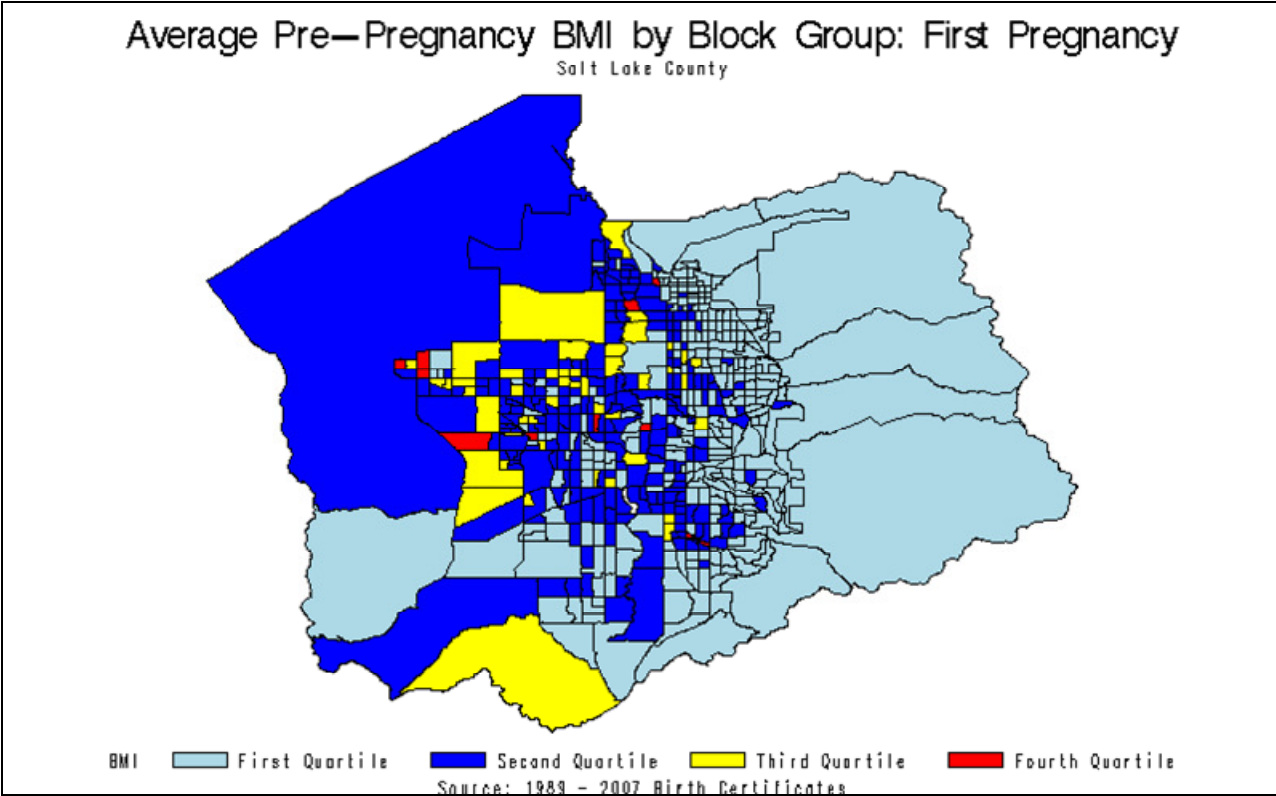 Average Pre-Pregnancy BMI by Block Group: First Pregnancy
Salt Lake County
BMI First Quartile Second Quartile Third Quartile Fourth Quartile
Source: 1989 - 2007 Birth Certificates